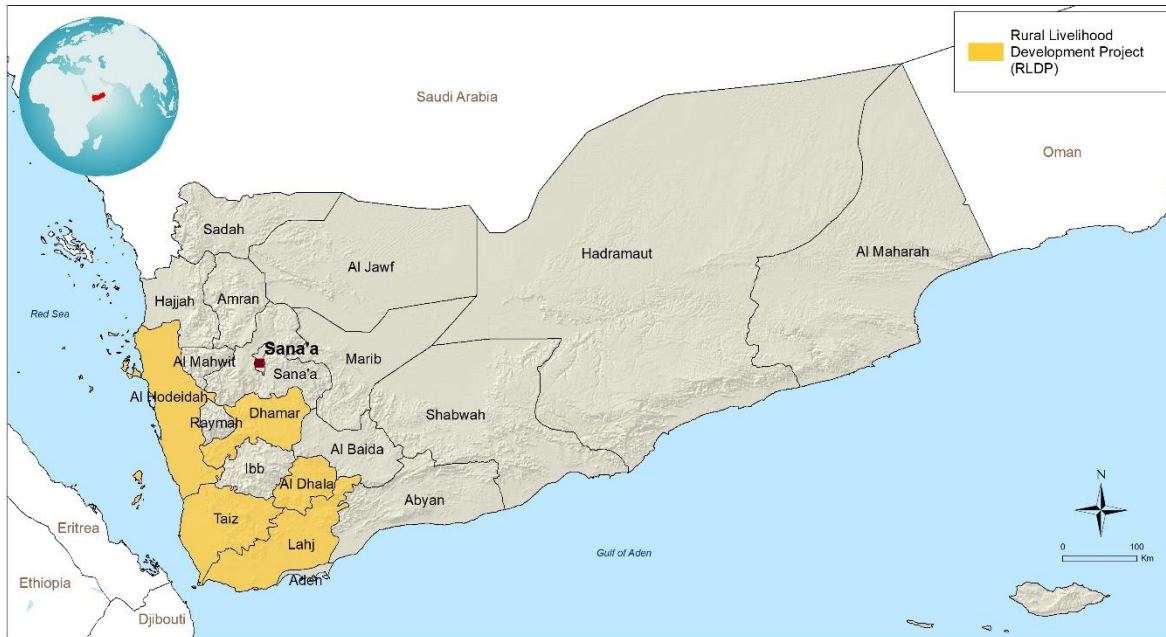 Rural Livelihood
Development Project
(RLDP)
Saudi Arabia
Oman
Sadah
Al Jawf
Hadramaut
Al Maharah
Hajjah
Amran
Red Sea
Sana'a
Al Mahwit
Marib
Sana'a
Al Hodeidah
Dhamar
Raymah
Shabwah
Al Baida
Ibb
Al Dhala
Abyan
Taiz
Lahj
Eritrea
Gulf of Aden
Aden
Ethiopia
Djibouti
N
0 100
Km